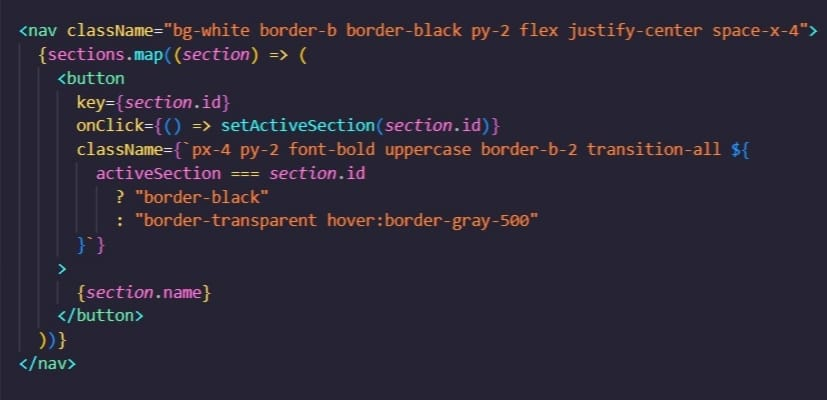 <nav className="bg-white border-b border-black py-2 flex justify-center space-x-4">
  {sections.map((section) => (
    <button
      key={section.id}
      onClick={() => setActiveSection(section.id)}
      className={`px-4 py-2 font-bold uppercase border-b-2 transition-all ${
        activeSection === section.id
          ? "border-black"
          : "border-transparent hover:border-gray-500"
      }`}
    >
      {section.name}
    </button>
  ))}
</nav>